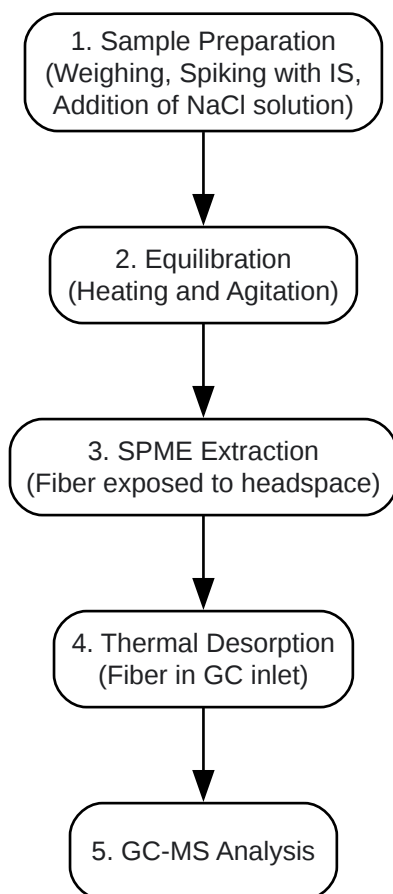 1. Sample Preparation
(Weighing, Spiking with IS,
Addition of NaCl solution)
2. Equilibration
(Heating and Agitation)
3. SPME Extraction
(Fiber exposed to headspace)
4. Thermal Desorption
(Fiber in GC inlet)
5. GC-MS Analysis